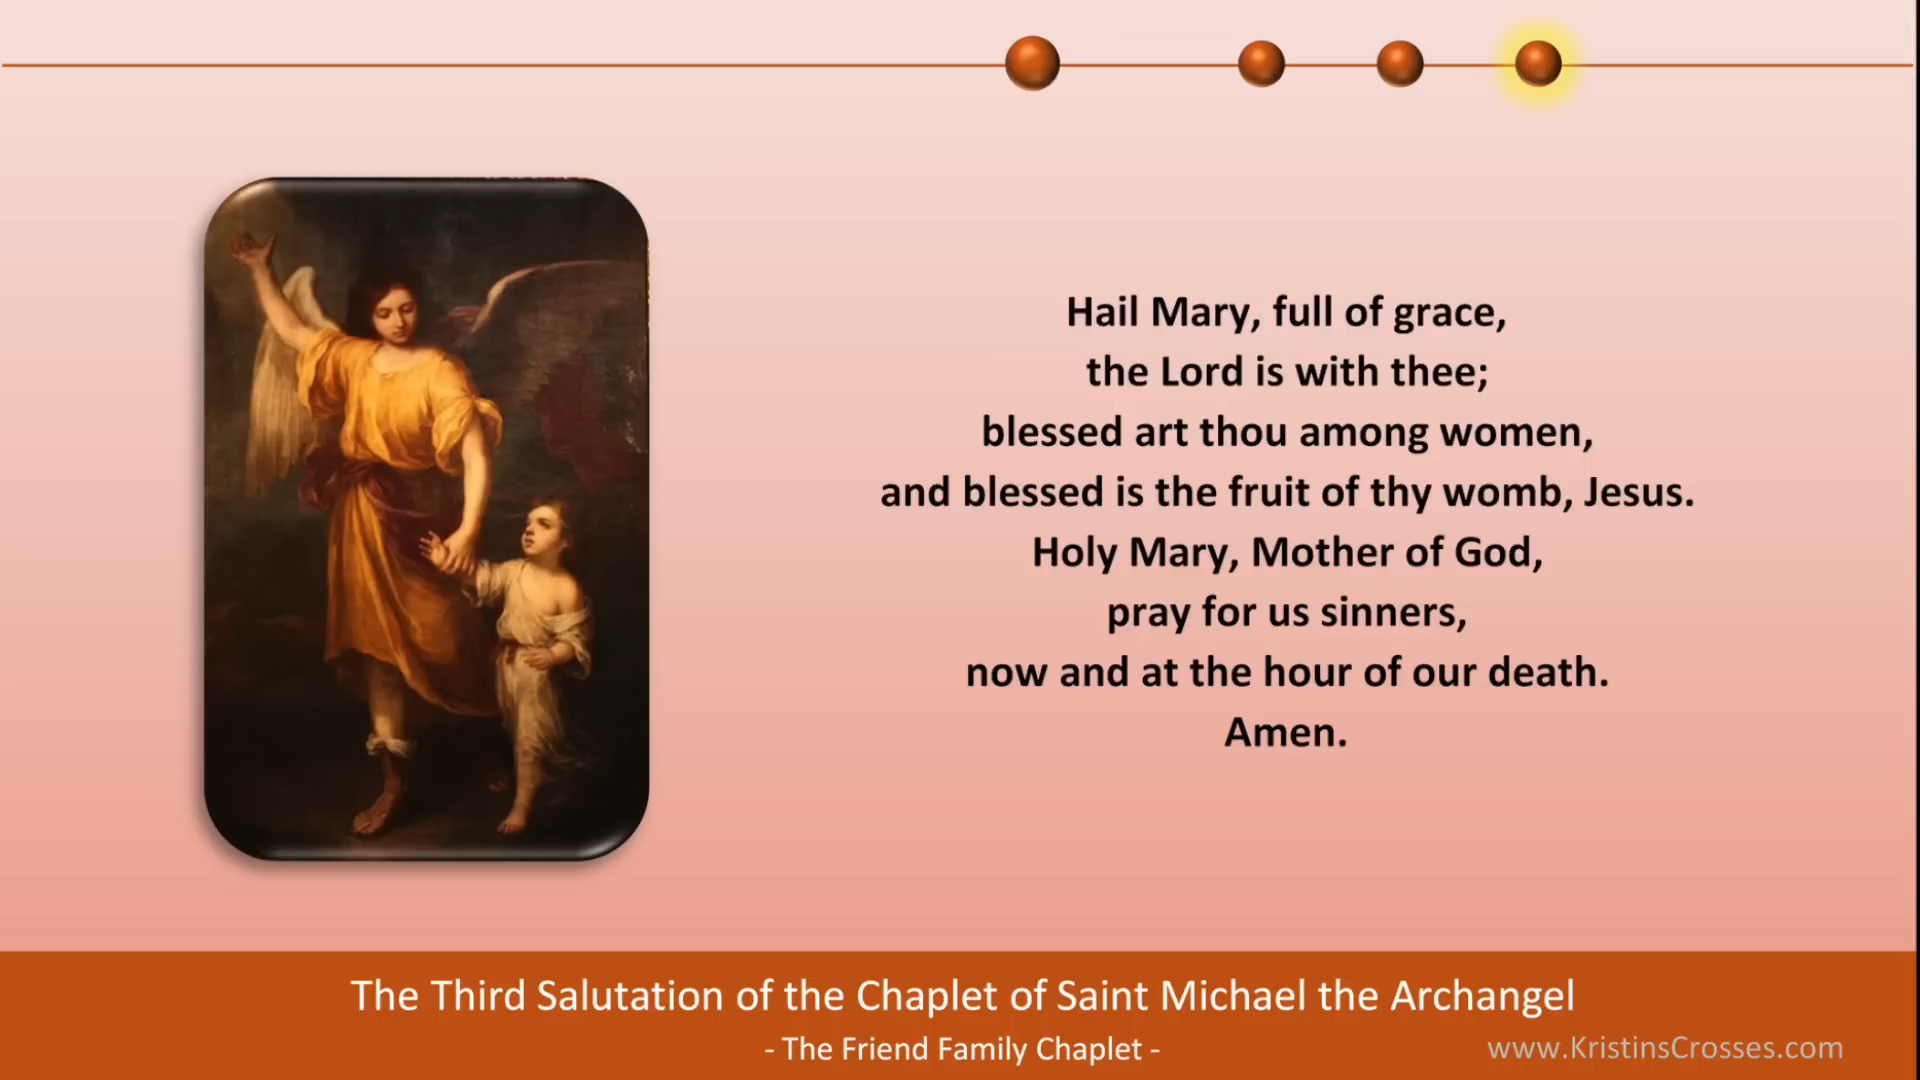 Hail Mary, full of grace,
the Lord is with thee;
blessed art thou among women,
and blessed is the fruit of thy womb, Jesus.
Holy Mary, Mother of God,
pray for us sinners,
now and at the hour of our death.
Amen.
The Third Salutation of the Chaplet of Saint Michael the Archangel
- The Friend Family Chaplet -
www.KristinsCrosses.com